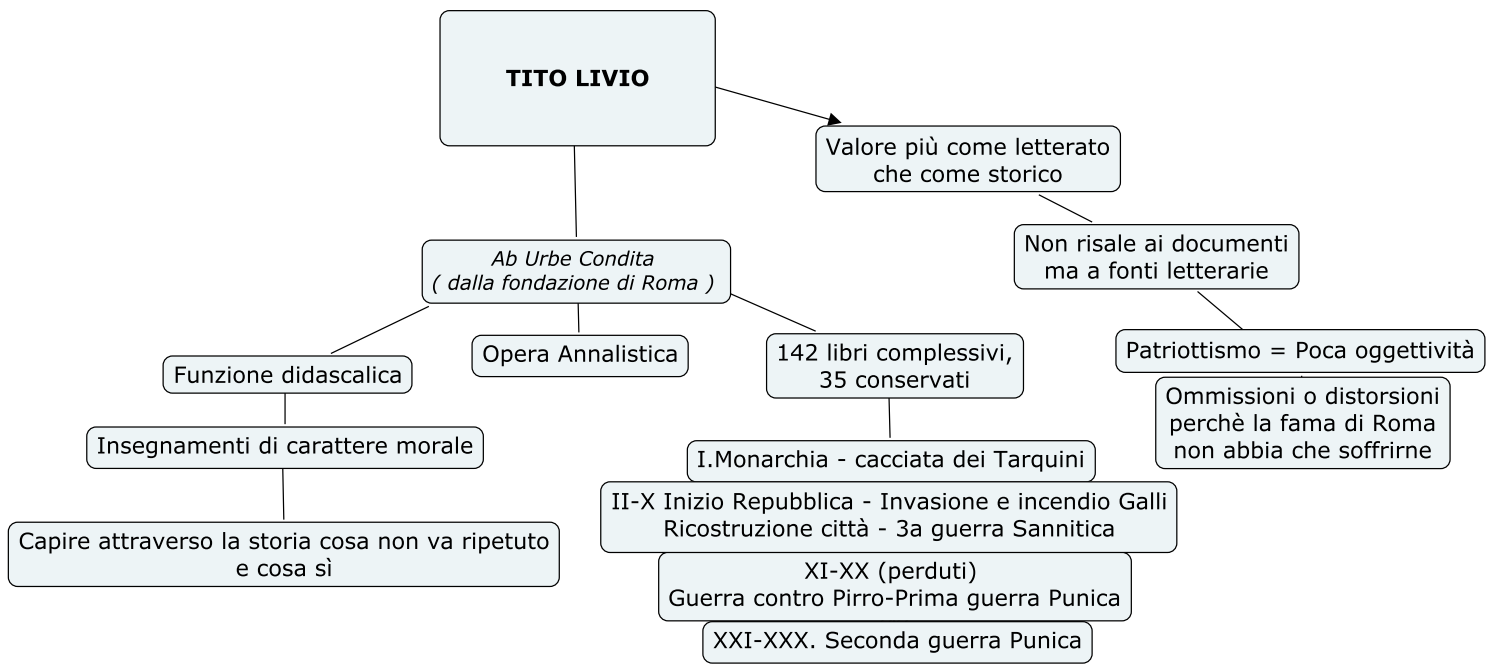 TITO LIVIO
Valore più come letterato
che come storico
Non risale ai documenti
ma a fonti letterarie
Patriottismo = Poca oggettività
Ommissioni o distorsioni
perchè la fama di Roma
non abbia che soffrirne
Ab Urbe Condita
( dalla fondazione di Roma )
Funzione didascalica
Insegnamenti di carattere morale
Capire attraverso la storia cosa non va ripetuto
e cosa sì
Opera Annalistica
142 libri complessivi,
35 conservati
I.Monarchia - cacciata dei Tarquini
II-X Inizio Repubblica - Invasione e incendio Galli
Ricostruzione città - 3a guerra Sannitica
XI-XX (perduti)
Guerra contro Pirro-Prima guerra Punica
XXI-XXX. Seconda guerra Punica